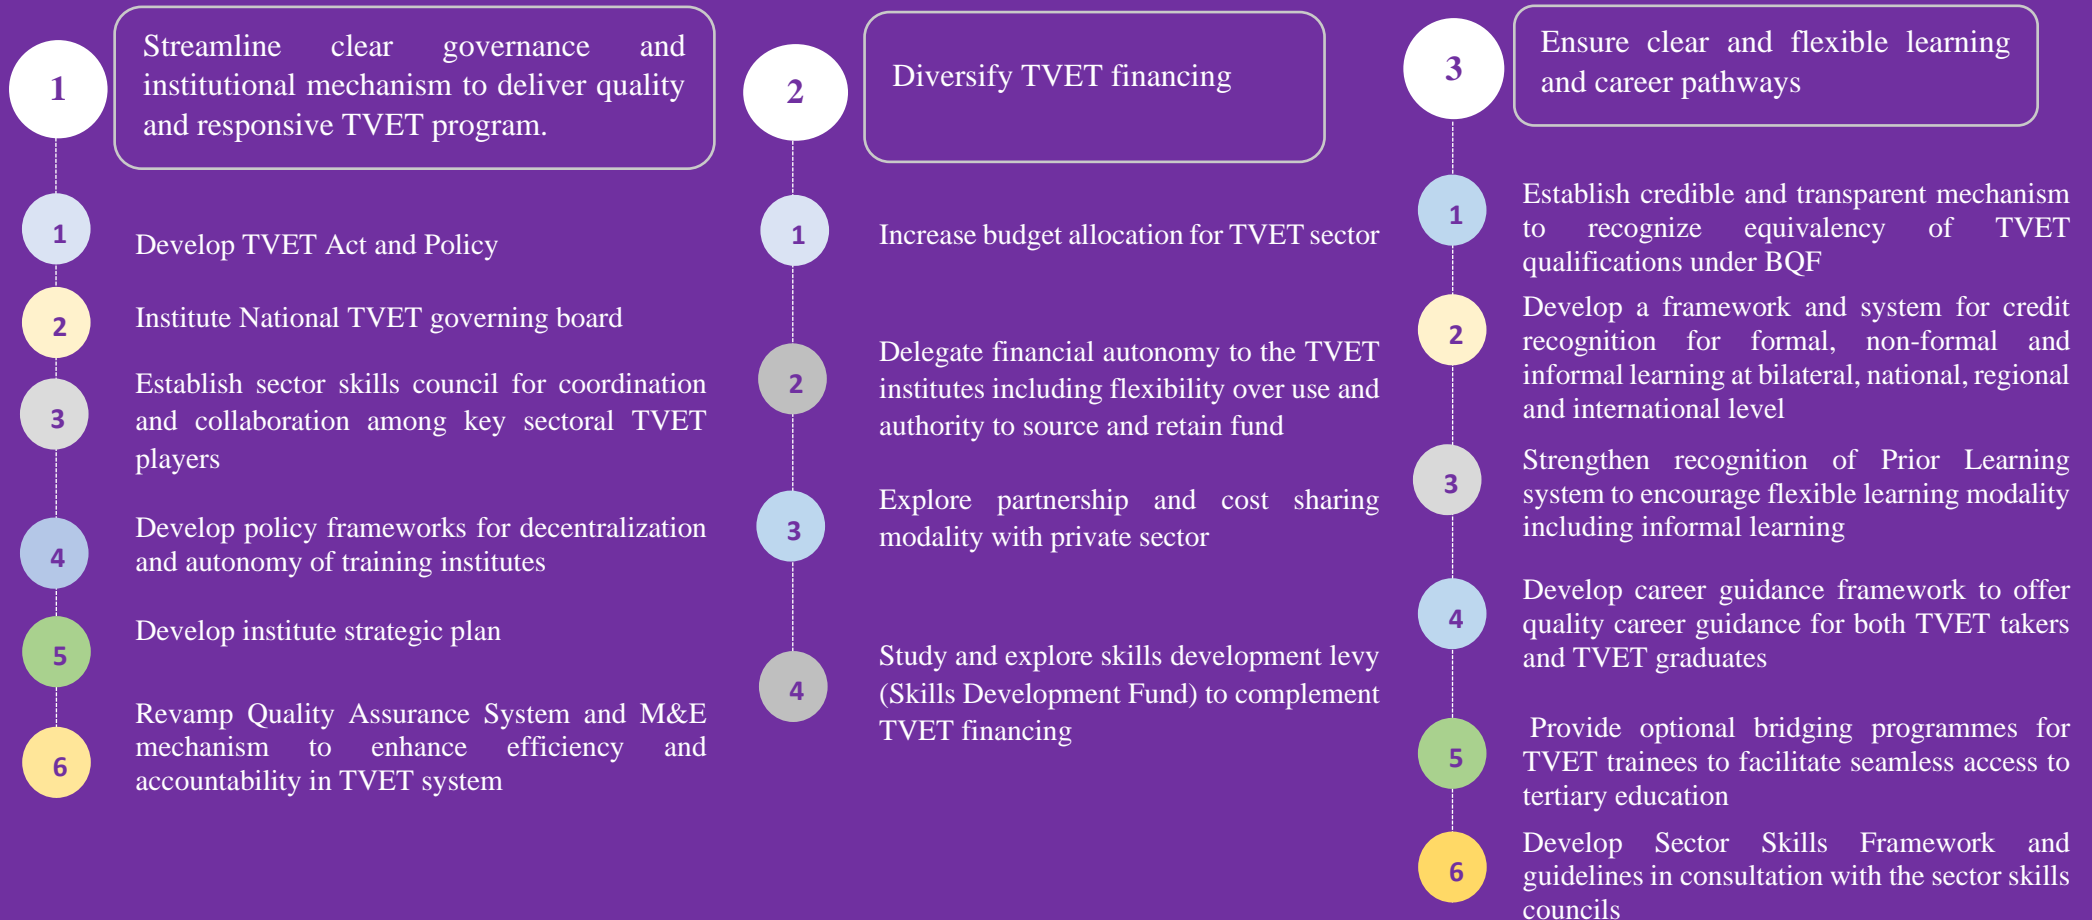 1
Streamline clear governance and
institutional mechanism to deliver quality
and responsive TVET program.
1
Develop TVET Act and Policy
2
Institute National TVET governing board
3
Establish sector skills council for coordination
and collaboration among key sectoral TVET
players
4
Develop policy frameworks for decentralization
and autonomy of training institutes
5
Develop institute strategic plan
6
Revamp Quality Assurance System and M&E
mechanism to enhance efficiency and
accountability in TVET system
2
Diversify TVET financing
1
Increase budget allocation for TVET sector
2
Delegate financial autonomy to the TVET
institutes including flexibility over use and
authority to source and retain fund
3
Explore partnership and cost sharing
modality with private sector
4
Study and explore skills development levy
(Skills Development Fund) to complement
TVET financing
3
Ensure clear and flexible learning
and career pathways
1
Establish credible and transparent mechanism
to recognize equivalency of TVET
qualifications under BQF
2
Develop a framework and system for credit
recognition for formal, non-formal and
informal learning at bilateral, national, regional
and international level
3
Strengthen recognition of Prior Learning
system to encourage flexible learning modality
including informal learning
4
Develop career guidance framework to offer
quality career guidance for both TVET takers
and TVET graduates
5
Provide optional bridging programmes for
TVET trainees to facilitate seamless access to
tertiary education
6
Develop Sector Skills Framework and
guidelines in consultation with the sector skills
councils